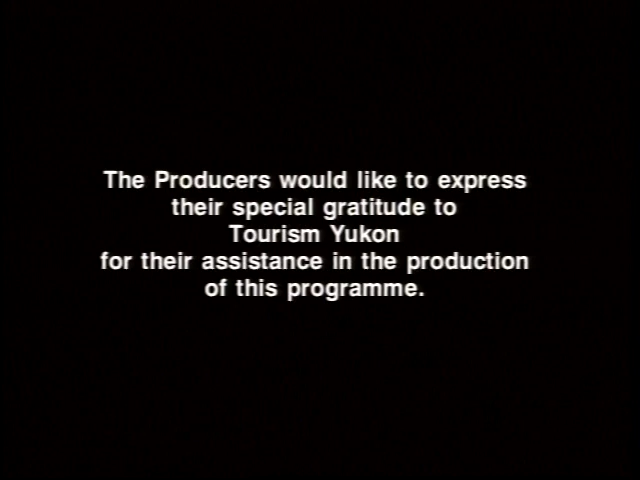 The Producers would like to express
their special gratitude to
Tourism Yukon
for their assistance in the production
of this programme.